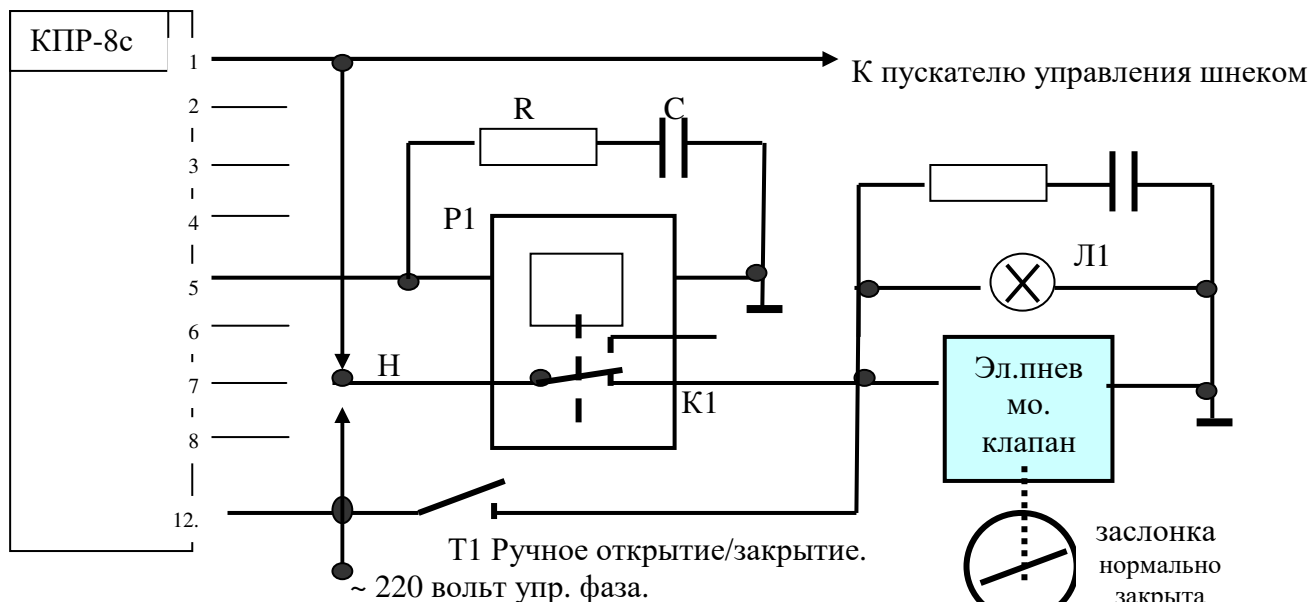 КПР-8с
1
К пускателю управления шнеком
2
R
C
3
4
Р1
5
Л1
6
7
Н
К1
Эл.пнев
мо.
клапан
8
12.
Т1 Ручное открытие/закрытие.
~ 220 вольт упр. фаза.
заслонка
нормально
закрыта